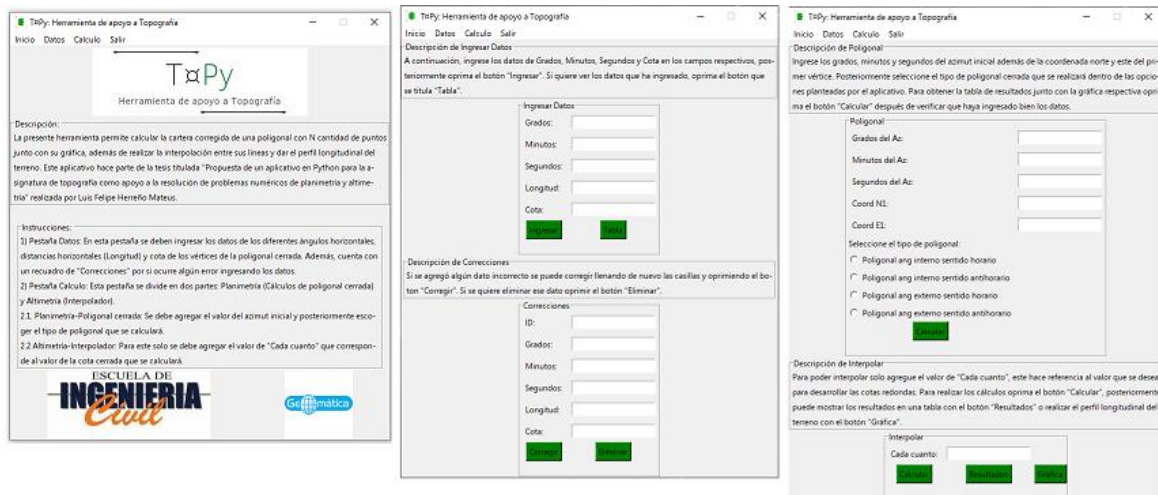 T¤Py: Herramienta de apoyo a Topografía
Inicio Datos Calculo Salir
T¤Py
Herramienta de apoyo a Topografía
Descripción:
La presente herramienta permite calcular la cartera corregida de una poligonal con N cantidad de puntos
junto con su gráfica, además de realizar la interpolación entre sus lineas y dar el perfil longitudinal del
terreno. Este aplicativo hace parte de la tesis titulada "Propuesta de un aplicativo en Python para la a-
signatura de topografía como apoyo a la resolución de problemas numéricos de planimetría y altime-
tría" realizada por Luis Felipe Herreño Mateus.
Instrucciones:
1) Pestaña Datos: En esta pestaña se deben ingresar los datos de los diferentes ángulos horizontales,
distancias horizontales (Longitud) y cota de los vértices de la poligonal cerrada. Además, cuenta con
un recuadro de "Correcciones" por si ocurre algún error ingresando los datos.
2) Pestaña Calculo: Esta pestaña se divide en dos partes: Planimetría (Cálculos de poligonal cerrada)
y Altimetría (Interpolador).
2.1. Planimetría-Poligonal cerrada: Se debe agregar el valor del azimut inicial y posteriormente esco-
ger el tipo de poligonal que se calculará.
2.2 Altimetría-Interpolador: Para este solo se debe agregar el valor de "Cada cuanto" que correspon-
de al valor de la cota cerrada que se calculará.
ESCUELA DE
INGENIERIA
Civil
Geomática
T¤Py: Herramienta de apoyo a Topografía
Inicio Datos Calculo Salir
Descripción de Ingresar Datos
A continuación, ingrese los datos de Grados, Minutos, Segundos y Cota en los campos respectivos, pos-
teriormente oprima el botón "Ingresar". Si quiere ver los datos que ha ingresado, oprima el botón que
se titula "Tabla".
Ingresar Datos
Grados:
Minutos:
Segundos:
Longitud:
Cota:
Ingresar Tabla
Descripción de Correcciones
Si se agregó algún dato incorrecto se puede corregir llenando de nuevo las casillas y oprimiendo el bo-
ton "Corregir". Si se quiere eliminar ese dato oprimir el botón "Eliminar".
Correcciones
ID:
Grados:
Minutos:
Segundos:
Longitud:
Cota:
Corregir Eliminar
T¤Py: Herramienta de apoyo a Topografía
Inicio Datos Calculo Salir
Descripción de Poligonal
Ingrese los grados, minutos y segundos del azimut inicial además de la coordenada norte y este del pri-
mer vértice. Posteriormente seleccione el tipo de poligonal cerrada que se realizará dentro de las opcio-
nes planteadas por el aplicativo. Para obtener la tabla de resultados junto con la gráfica respectiva opri-
ma el botón "Calcular" después de verificar que haya ingresado bien los datos.
Poligonal
Grados del Az:
Minutos del Az:
Segundos del Az:
Coord N1:
Coord E1:
Seleccione el tipo de poligonal:
Poligonal ang interno sentido horario
Poligonal ang interno sentido antihorario
Poligonal ang externo sentido horario
Poligonal ang externo sentido antihorario
Calcular
Descripción de Interpolar
Para poder interpolar solo agregue el valor de "Cada cuanto", este hace referencia al valor que se desea
para desarrollar las cotas redondas. Para realizar los cálculos oprima el botón "Calcular", posteriormente
puede mostrar los resultados en una tabla con el botón "Resultados" o realizar el perfil longitudinal del
terreno con el botón "Gráfica".
Interpolar
Cada cuanto:
Calcular Resultados Gráfica